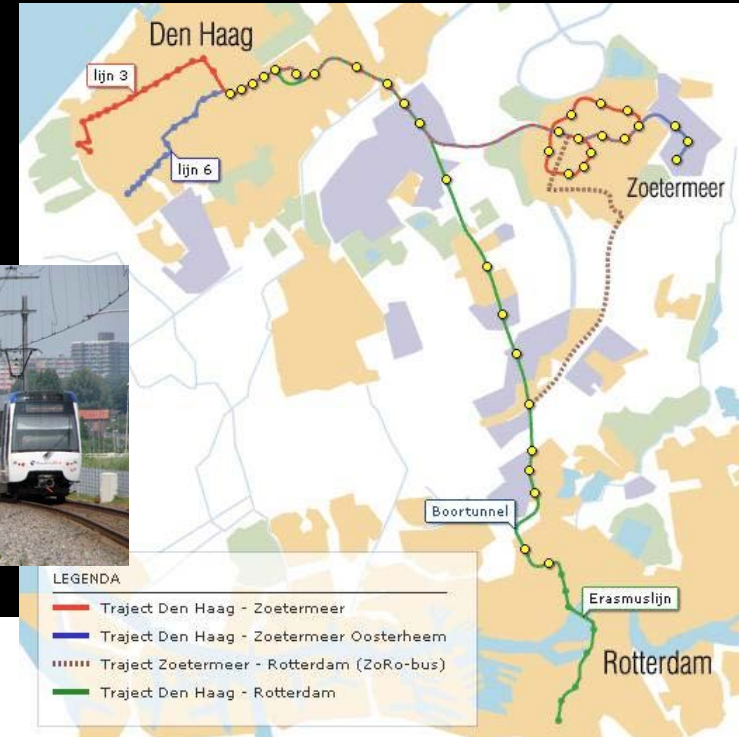 Den Haag
lijn 3
lijn 6
Zoetermeer
Boortunnel
Erasmuslijn
Rotterdam
LEGENDA
Traject Den Haag - Zoetermeer
Traject Den Haag - Zoetermeer Oosterheem
Traject Zoetermeer - Rotterdam (ZoRo-bus)
Traject Den Haag - Rotterdam